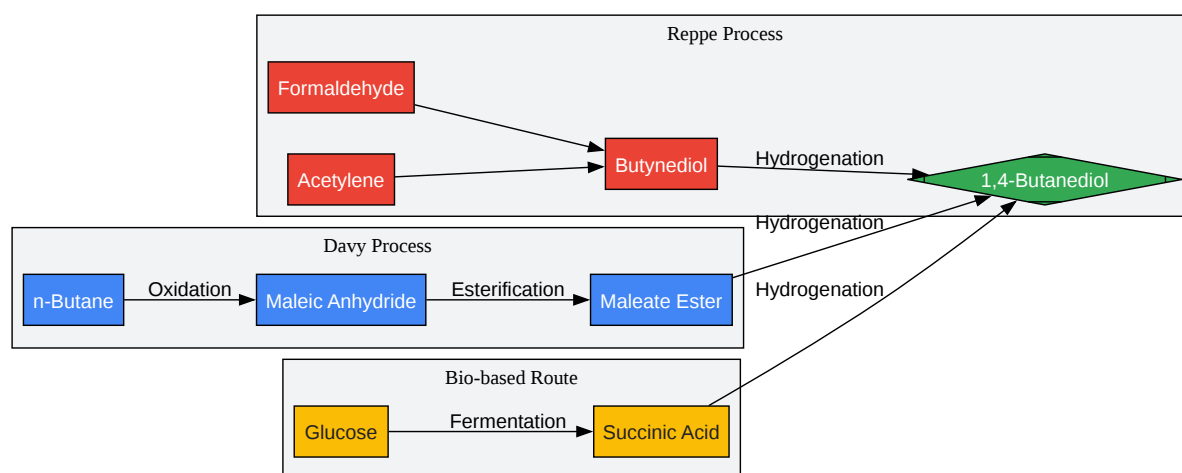 Reppe Process
Formaldehyde
Acetylene
Butynediol
Hydrogenation
1,4-Butanediol
Davy Process
n-Butane
Oxidation
Maleic Anhydride
Esterification
Maleate Ester
Hydrogenation
Bio-based Route
Glucose
Fermentation
Succinic Acid
Hydrogenation